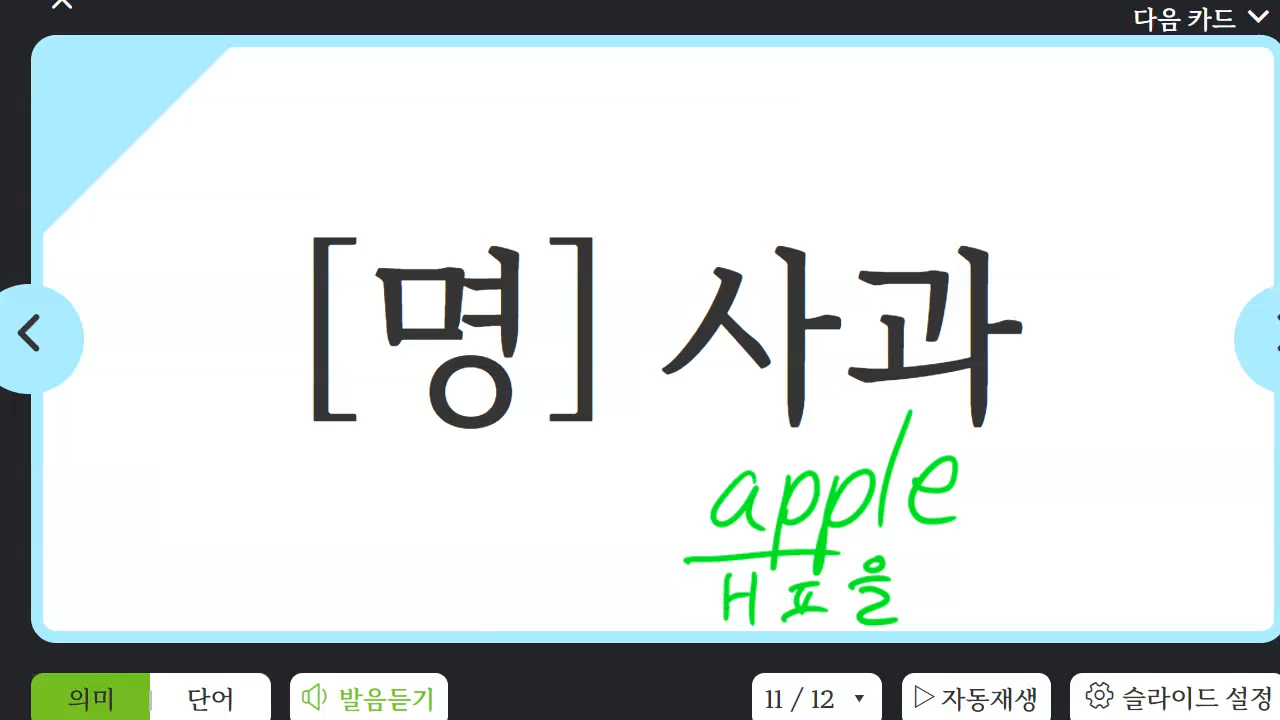 다음 카드
[명] 사과
apple
ㅐ ㅍ 을
의미 단어 발음듣기 11 / 12 자동재생 슬라이드 설정